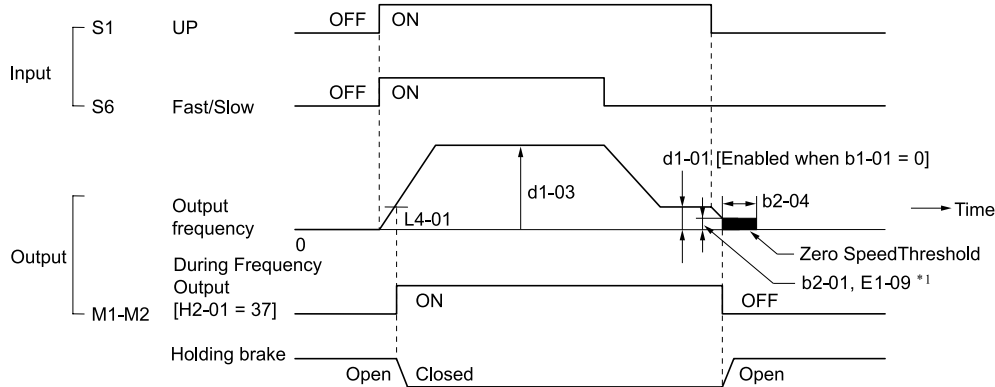 Input
S1 UP OFF ON
S6 Fast/Slow OFF ON
d1-01 [Enabled when b1-01 = 0]
d1-03
b2-04
Output
Output
frequency
L4-01
Time
0
Zero SpeedThreshold
b2-01, E1-09 *1
During Frequency
Output
[H2-01 = 37]
M1-M2
ON OFF
Holding brake
Open Closed Open